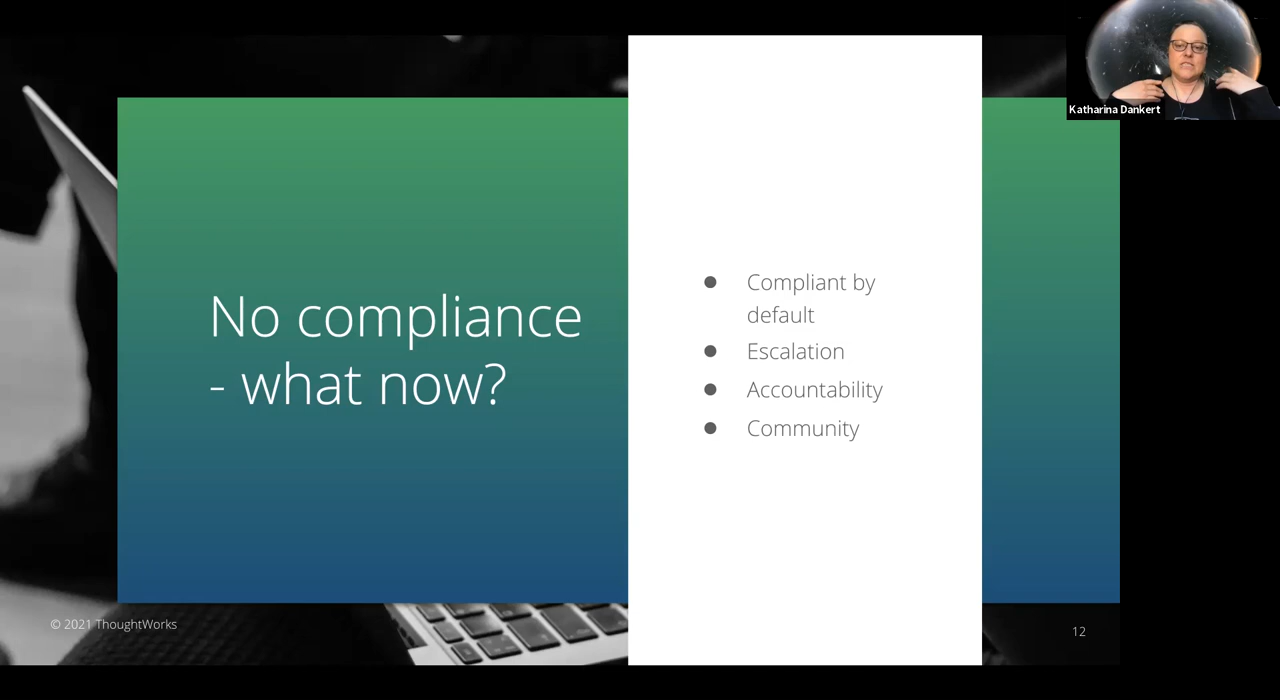 Katharina Dankert
No compliance
- what now?
● Compliant by
default
● Escalation
● Accountability
● Community
© 2021 ThoughtWorks
12